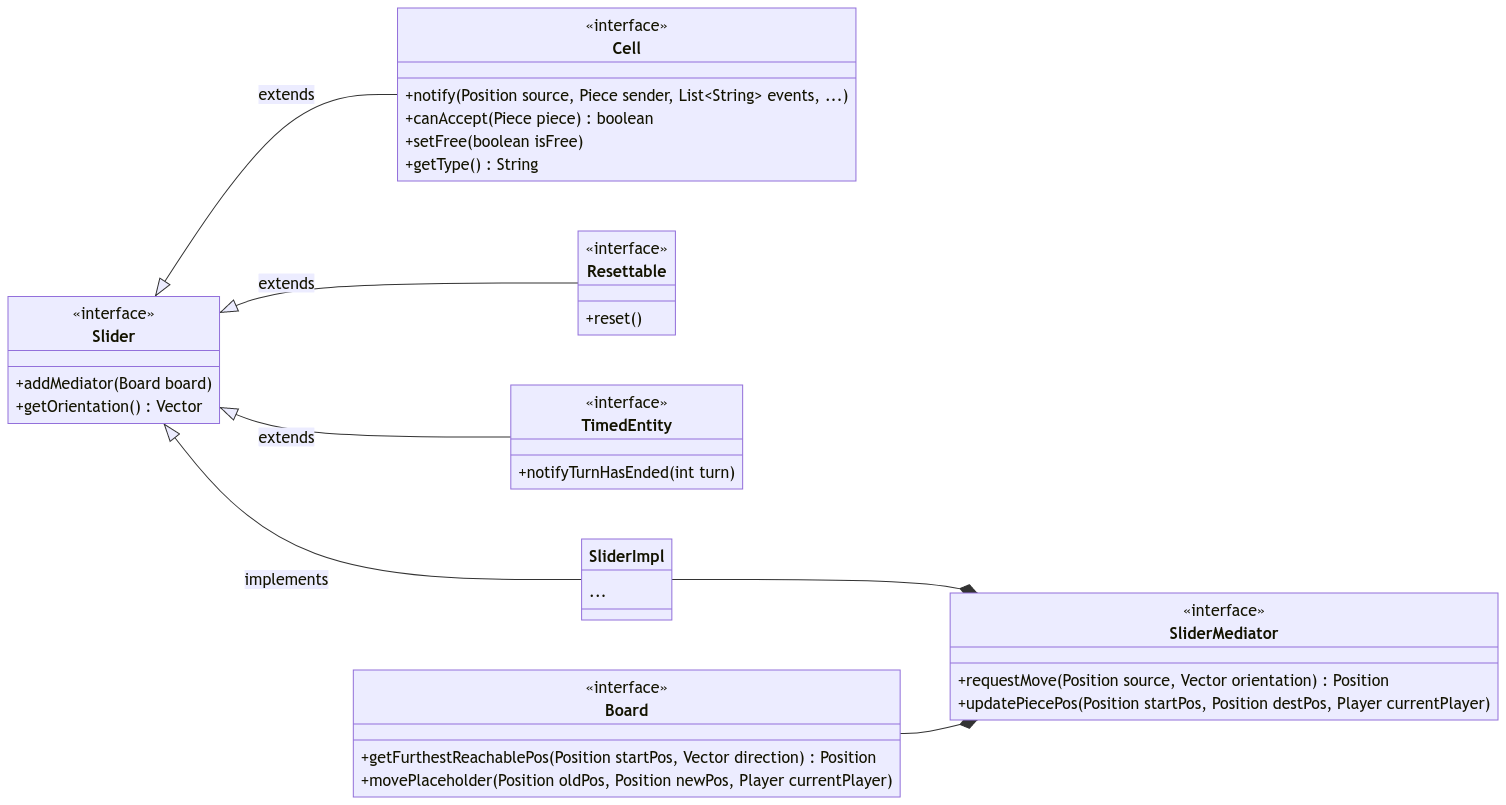 «interface»
Cell
+notify(Position source, Piece sender, List<String> events, ...)
+canAccept(Piece piece) : boolean
+setFree(boolean isFree)
+getType() : String
extends
«interface»
Resettable
+reset()
extends
«interface»
Slider
+addMediator(Board board)
+getOrientation() : Vector
«interface»
TimedEntity
+notifyTurnHasEnded(int turn)
extends
SliderImpl
...
implements
«interface»
SliderMediator
+requestMove(Position source, Vector orientation) : Position
+updatePiecePos(Position startPos, Position destPos, Player currentPlayer)
«interface»
Board
+getFurthestReachablePos(Position startPos, Vector direction) : Position
+movePlaceholder(Position oldPos, Position newPos, Player currentPlayer)